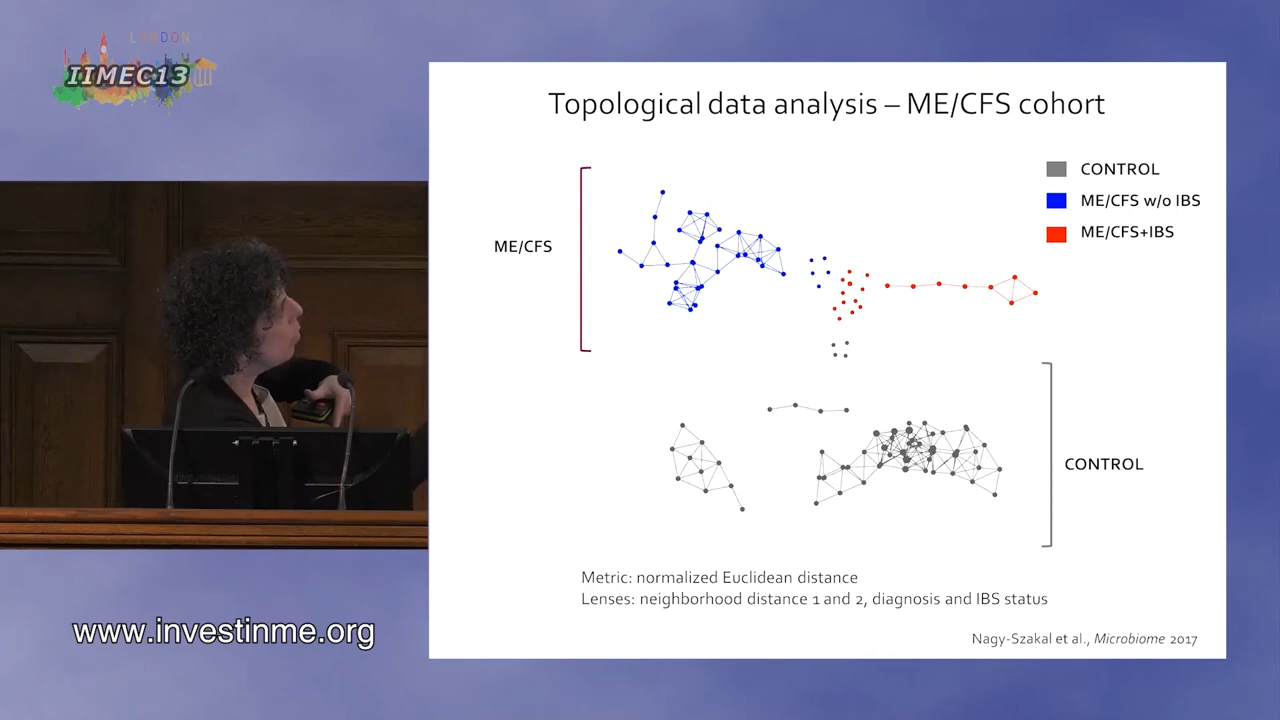 LONDON
IIMEC13
Topological data analysis – ME/CFS cohort
CONTROL
ME/CFS w/o IBS
ME/CFS+IBS
ME/CFS
CONTROL
Metric: normalized Euclidean distance
Lenses: neighborhood distance 1 and 2, diagnosis and IBS status
Nagy-Szakal et al., Microbiome 2017
www.investinme.org